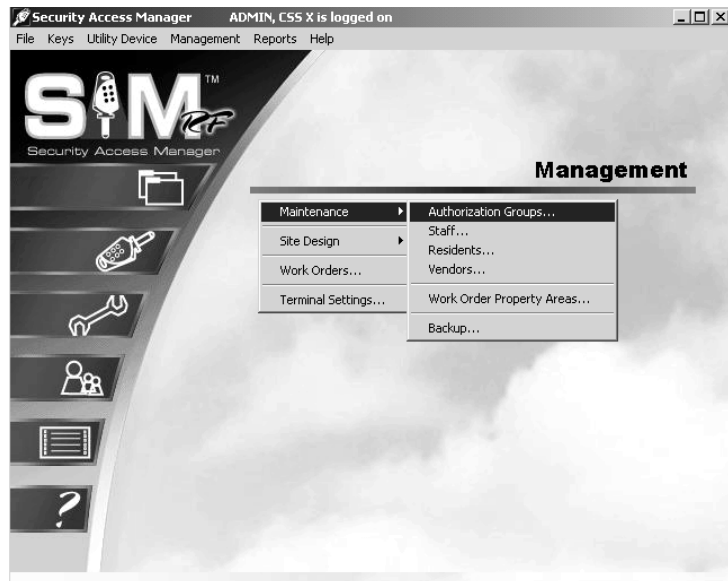 Security Access Manager ADMIN, CSS X is logged on
File Keys Utility Device Management Reports Help
SAM TM
RF
Security Access Manager
Management
Maintenance
Site Design
Work Orders...
Terminal Settings...
Authorization Groups...
Staff...
Residents...
Vendors...
Work Order Property Areas...
Backup...
?